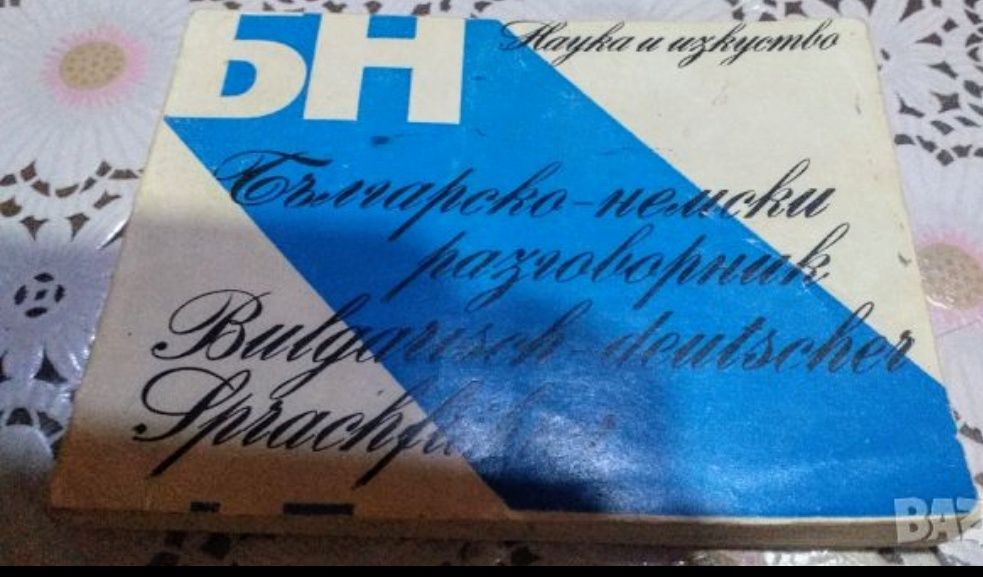 БН
Наука и изкуство
Българско-немски
разговорник
Bulgarisch-deutscher